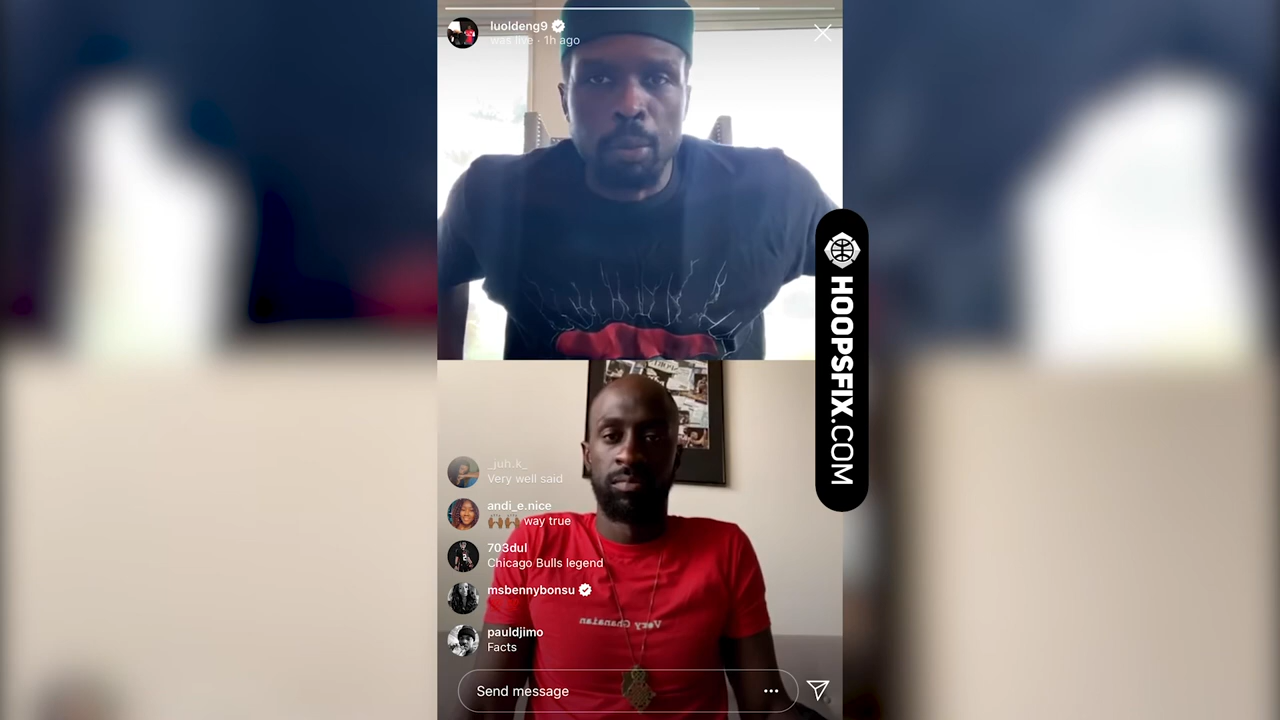 luoldeng9
was live · 1h ago
HOOPSFIX.COM
_juh.k_
Very well said
andi_e.nice
🙌🏾🙌🏾 way true
703dul
Chicago Bulls legend
msbennybonsu
Very Ghanaian
pauldjimo
Facts
Send message